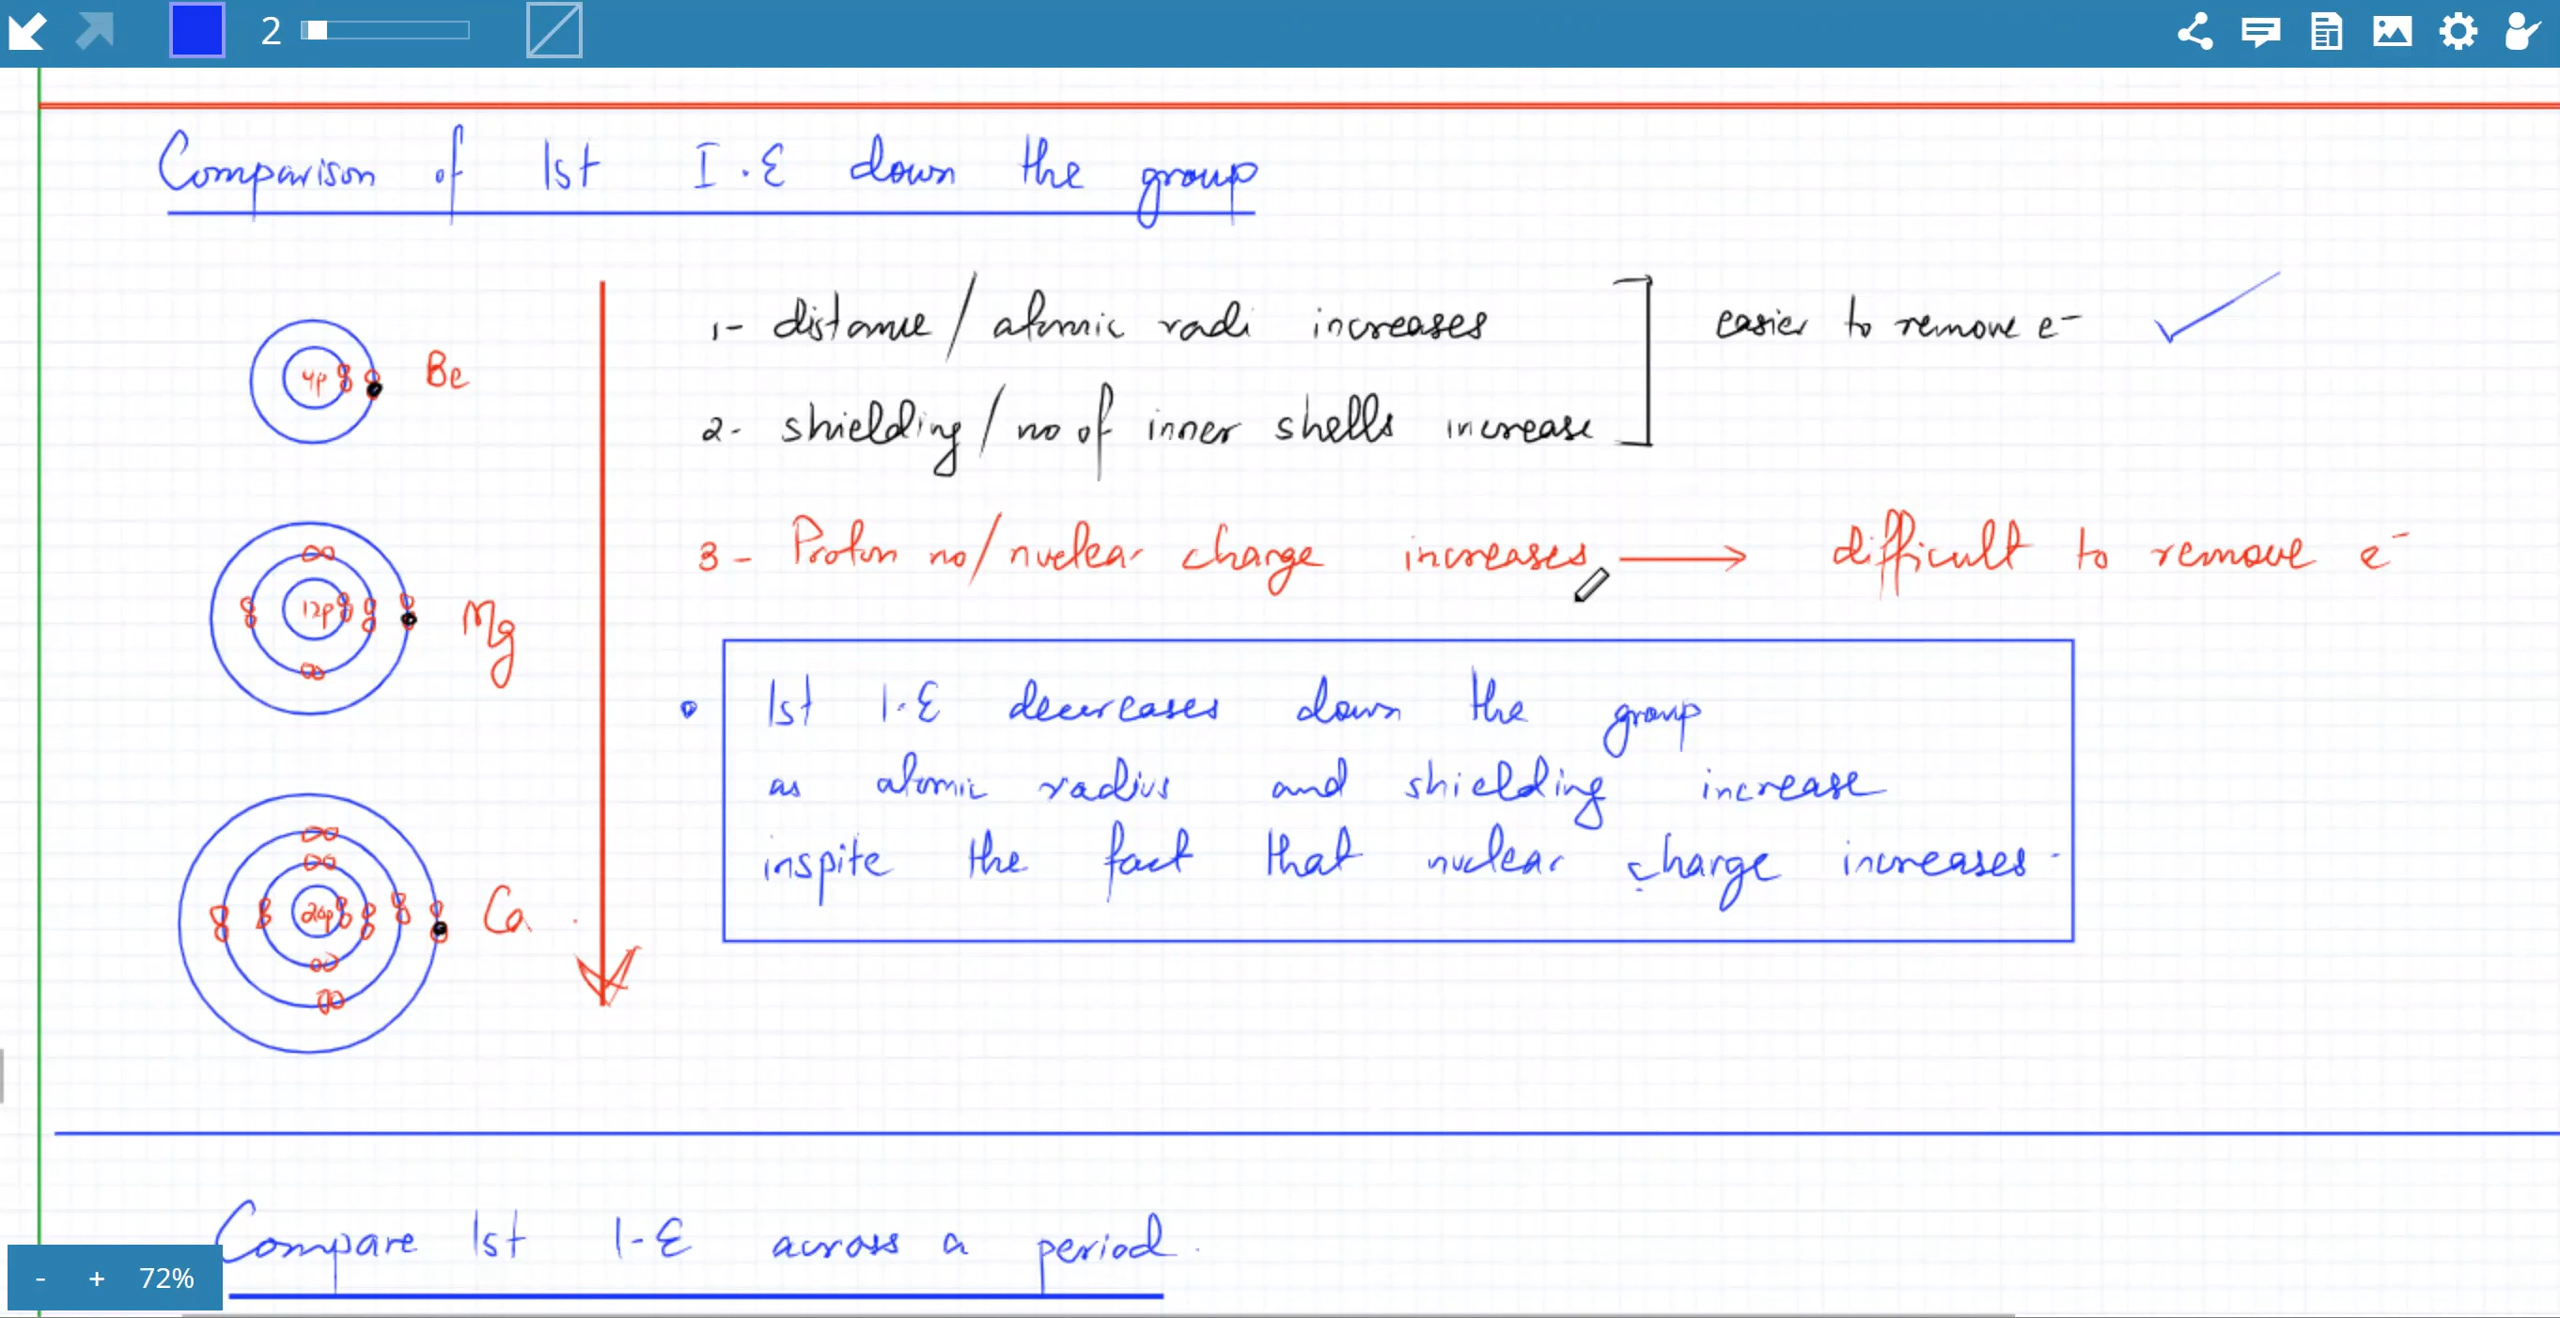 2
Comparison of 1st I.E down the group
1- distance / atomic radi increases
easier to remove e-
4p
Be
2- shielding / no of inner shells increase
3- Proton no / nuclear charge increases → difficult to remove e-
12p
Mg
1st I.E decreases down the group
as atomic radius and shielding increase
inspite the fact that nuclear charge increases.
20p
Ca
Compare 1st I-E across a period.
- + 72%